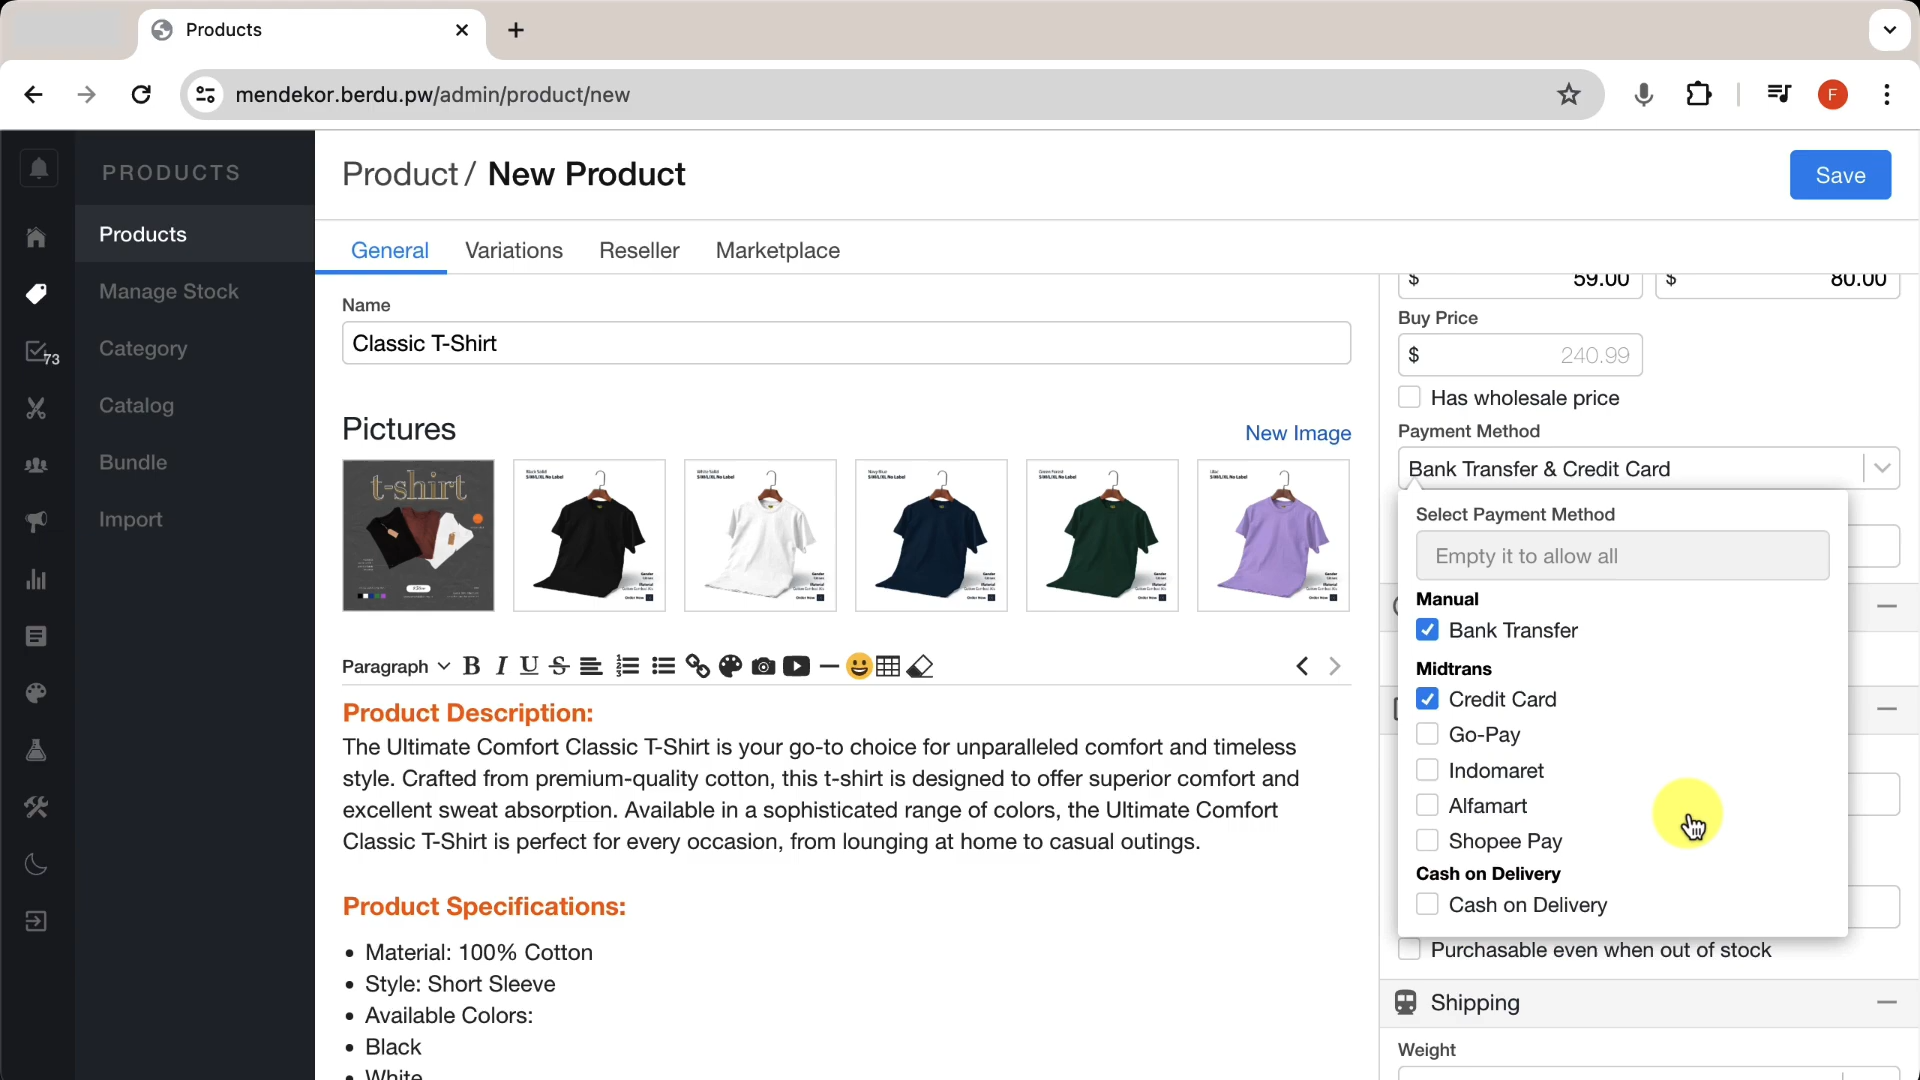 Products
mendekor.berdu.pw/admin/product/new
F
PRODUCTS
Products
Manage Stock
Category
73
Catalog
Bundle
Import
Product / New Product
Save
General
Variations
Reseller
Marketplace
Name
Classic T-Shirt
Pictures
New Image
t-shirt
Paragraph
B I U S
Product Description:
The Ultimate Comfort Classic T-Shirt is your go-to choice for unparalleled comfort and timeless
style. Crafted from premium-quality cotton, this t-shirt is designed to offer superior comfort and
excellent sweat absorption. Available in a sophisticated range of colors, the Ultimate Comfort
Classic T-Shirt is perfect for every occasion, from lounging at home to casual outings.
Product Specifications:
• Material: 100% Cotton
• Style: Short Sleeve
• Available Colors:
• Black
• White
$ 59.00
$ 80.00
Buy Price
$ 240.99
Has wholesale price
Payment Method
Bank Transfer & Credit Card
Select Payment Method
Empty it to allow all
Manual
Bank Transfer
Midtrans
Credit Card
Go-Pay
Indomaret
Alfamart
Shopee Pay
Cash on Delivery
Cash on Delivery
Purchasable even when out of stock
Shipping
Weight